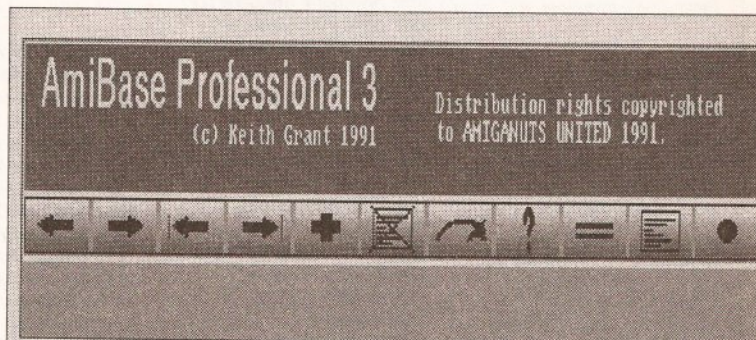 AmiBase Professional 3
(c) Keith Grant 1991
Distribution rights copyrighted
to AMIGANUTS UNITED 1991.